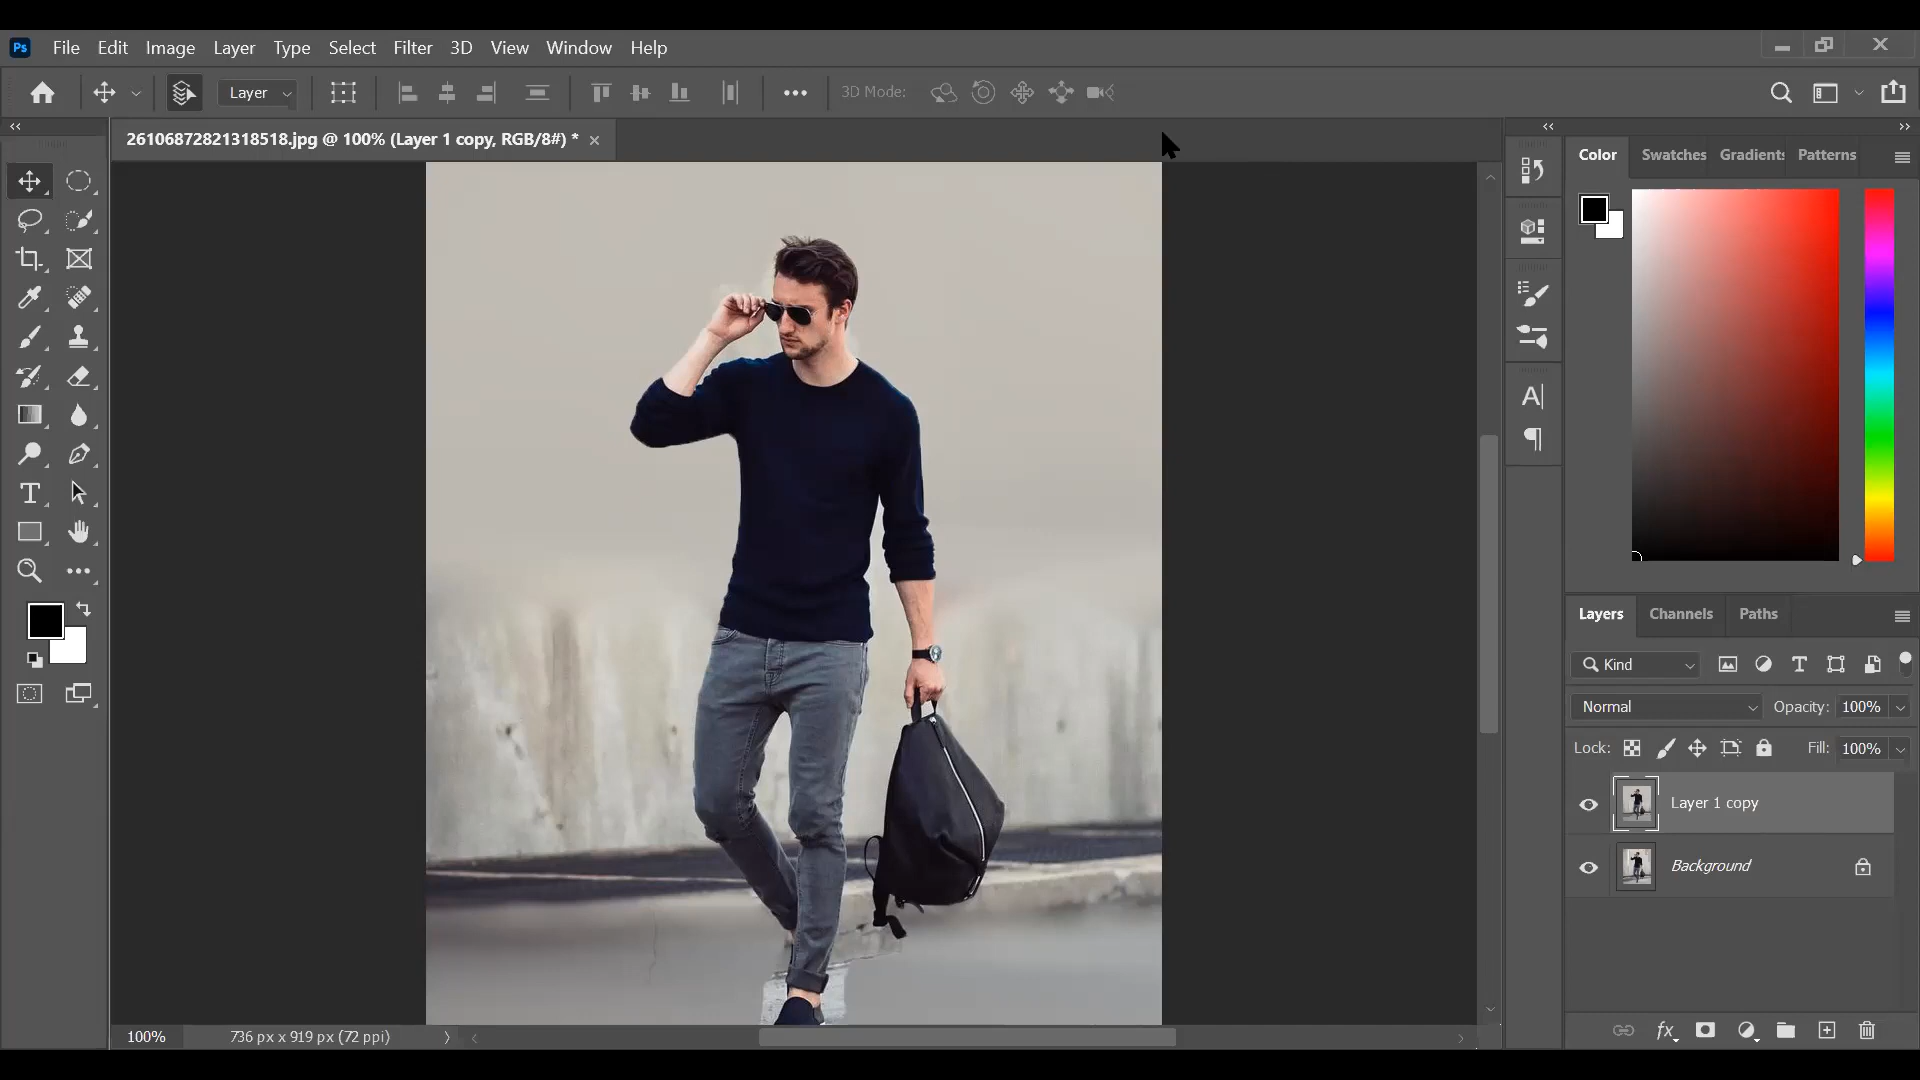 Ps File Edit Image Layer Type Select Filter 3D View Window Help
Layer 3D Mode:
26106872821318518.jpg @ 100% (Layer 1 copy, RGB/8#) *
Color Swatches Gradients Patterns
Layers Channels Paths
Kind
Normal Opacity: 100%
Lock: Fill: 100%
Layer 1 copy
Background
100% 736 px x 919 px (72 ppi)